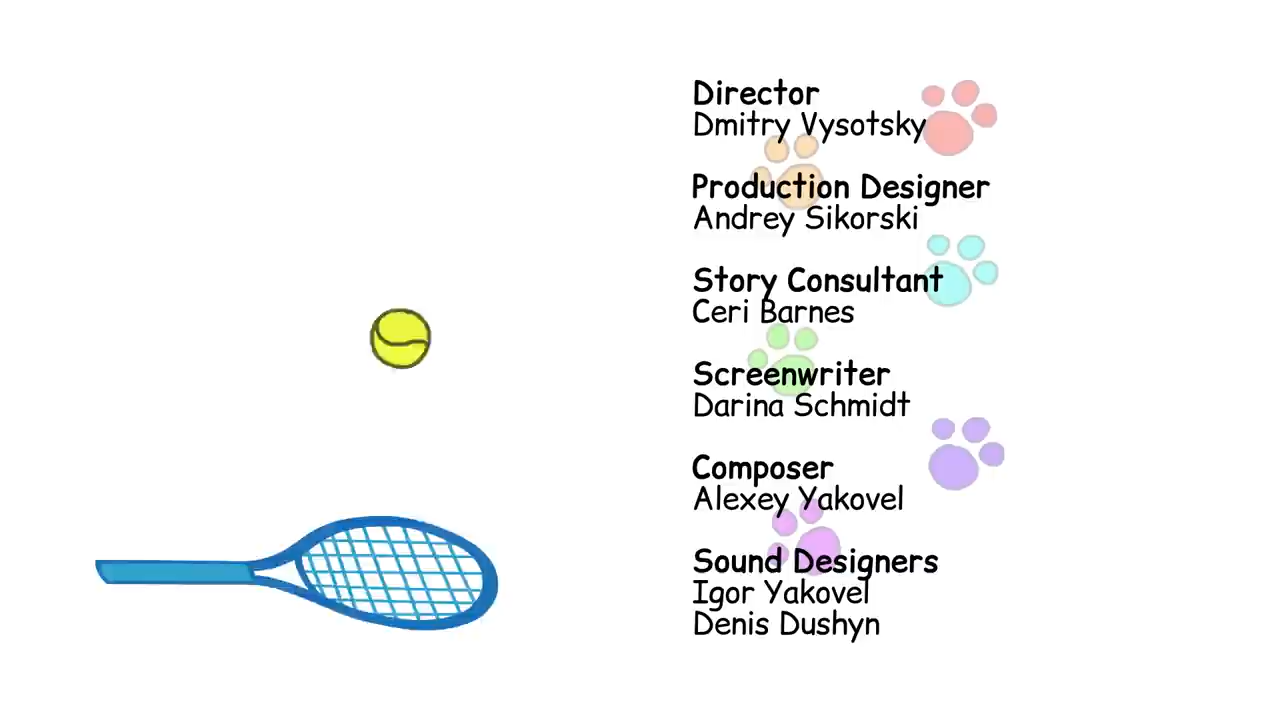 Director
Dmitry Vysotsky
Production Designer
Andrey Sikorski
Story Consultant
Ceri Barnes
Screenwriter
Darina Schmidt
Composer
Alexey Yakovel
Sound Designers
Igor Yakovel
Denis Dushyn